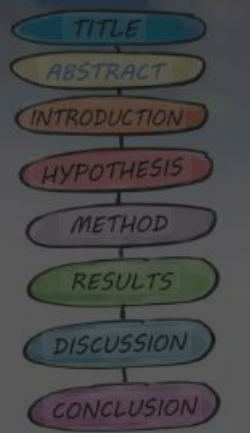 TITLE
ABSTRACT
INTRODUCTION
HYPOTHESIS
METHOD
RESULTS
DISCUSSION
CONCLUSION